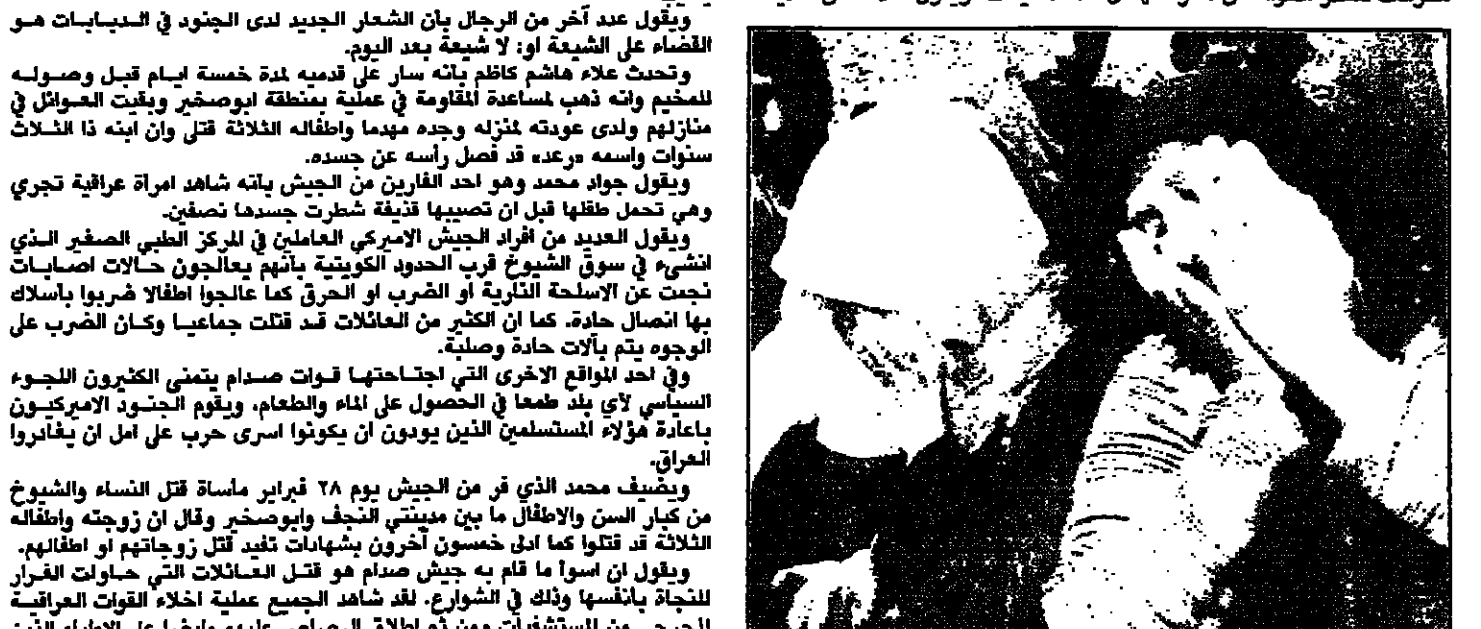 ويقول عدد آخر من الرجال بأن الشعار الجديد لدى الجنود في الدبابات هو
القضاء على الشيعة او: لا شيعة بعد اليوم.
وتحدث علاء هاشم كاظم بأنه سار على قدميه لمدة خمسة ايام قبل وصوله
للمخيم وانه ذهب لمساعدة المقاومة في عملية بمنطقة ابوصخير وبقيت العوائل في
منازلهم ولدى عودته لمنزله وجده مهدما واطفاله الثلاثة قتلى وان ابنه ذا الثلاث
سنوات واسمه «رعد» قد فصل رأسه عن جسده.
ويقول جواد محمد وهو احد الفارين من الجيش بأنه شاهد امرأة عراقية تجري
وهي تحمل طفلها قبل ان تصيبها قذيفة شطرت جسدها نصفين.
ويقول العديد من أفراد الجيش الاميركي العاملين في المركز الطبي الصغير الذي
انشيء في سوق الشيوخ قرب الحدود الكويتية بأنهم يعالجون حالات اصابات
نجمت عن الاسلحة النارية أو الضرب او الحرق كما عالجوا اطفالا ضربوا بأسلاك
بها انصال حادة. كما ان الكثير من العائلات قد قتلت جماعيا وكان الضرب على
الوجوه يتم بآلات حادة وصلبة.
وفي احد المواقع الاخرى التي اجتاحتها قوات صدام يتمنى الكثيرون اللجوء
السياسي لأي بلد طمعا في الحصول على الماء والطعام. ويقوم الجنود الاميركيون
باعادة هؤلاء المستسلمين الذين يودون ان يكونوا اسرى حرب على امل ان يغادروا
العراق.
ويضيف محمد الذي فر من الجيش يوم ٢٨ فبراير مأساة قتل النساء والشيوخ
من كبار السن والاطفال ما بين مدينتي النجف وابوصخير وقال ان زوجته واطفاله
الثلاثة قد قتلوا كما ادلى خمسون آخرون بشهادات تفيد قتل زوجاتهم او اطفالهم.
ويقول ان اسوأ ما قام به جيش صدام هو قتل العائلات التي حاولت الفرار
للنجاة بأنفسها وذلك في الشوارع. لقد شاهد الجميع عملية اخلاء القوات العراقية